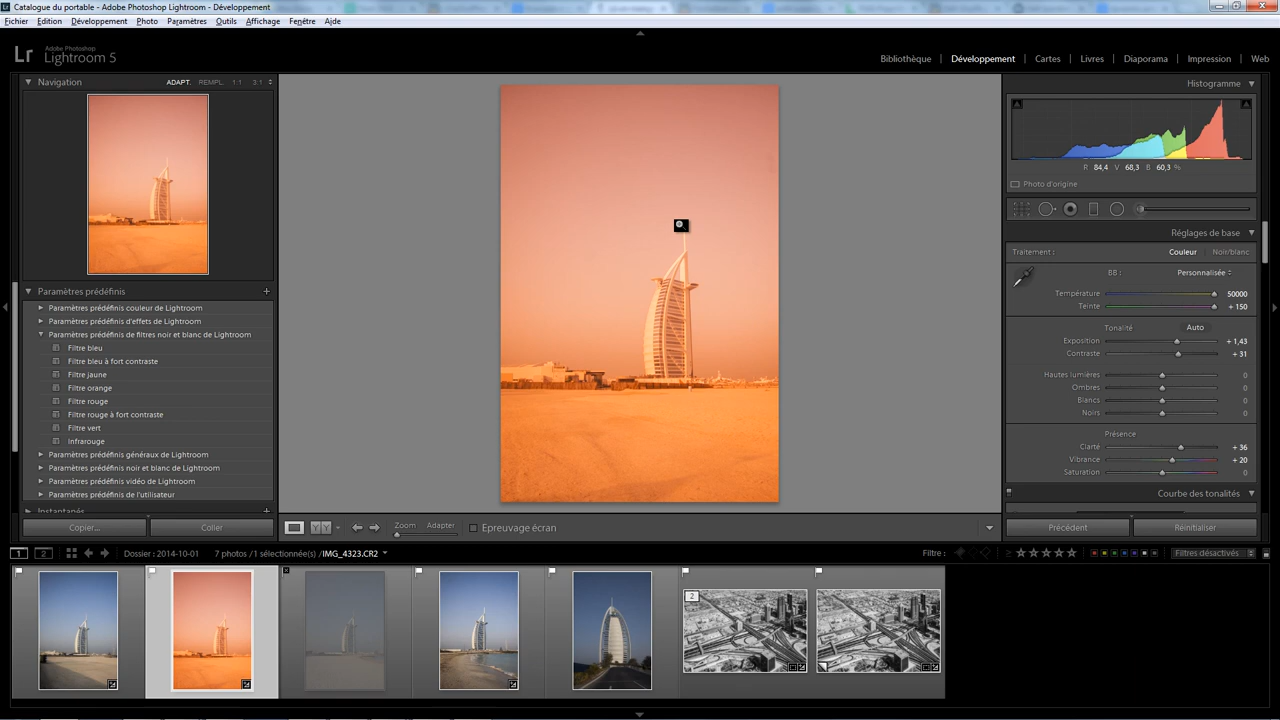 Catalogue du portable - Adobe Photoshop Lightroom - Développement
Fichier Edition Développement Photo Paramètres Outils Affichage Fenêtre Aide
Lr
Adobe Photoshop
Lightroom 5
Bibliothèque | Développement | Cartes | Livres | Diaporama | Impression | Web
Navigation ADAPT. REMPL. 1:1 3:1
Histogramme
R 84,4 V 68,3 B 60,3 %
Photo d'origine
Réglages de base
Traitement : Couleur Noir/blanc
BB : Personnalisée
Température 50000
Teinte + 150
Tonalité Auto
Exposition + 1,43
Contraste + 31
Hautes lumières 0
Ombres 0
Blancs 0
Noirs 0
Présence
Clarté + 36
Vibrance + 20
Saturation 0
Courbe des tonalités
Précédent Réinitialiser
Paramètres prédéfinis +
Paramètres prédéfinis couleur de Lightroom
Paramètres prédéfinis d'effets de Lightroom
Paramètres prédéfinis de filtres noir et blanc de Lightroom
Filtre bleu
Filtre bleu à fort contraste
Filtre jaune
Filtre orange
Filtre rouge
Filtre rouge à fort contraste
Filtre vert
Infrarouge
Paramètres prédéfinis généraux de Lightroom
Paramètres prédéfinis noir et blanc de Lightroom
Paramètres prédéfinis vidéo de Lightroom
Paramètres prédéfinis de l'utilisateur
Instantanés
Copier... Coller
YY Zoom Adapter Epreuvage écran
1 2 Dossier : 2014-10-01 7 photos / 1 sélectionnée(s) /IMG_4323.CR2
Filtre : Filtres désactivés
2